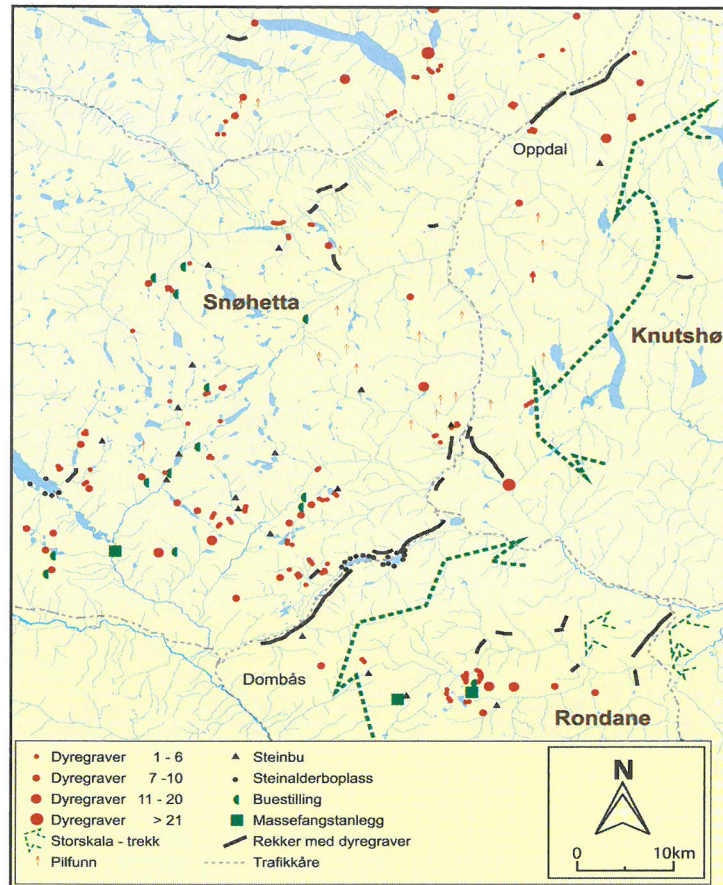 Oppdal
Snøhetta
Knutshø
Dombås
Rondane
Dyregraver 1 - 6
Dyregraver 7 -10
Dyregraver 11 - 20
Dyregraver > 21
Storskala - trekk
Pilfunn
Steinbu
Steinalderboplass
Buestilling
Massefangstanlegg
Rekker med dyregraver
Trafikkåre
N
0 10km